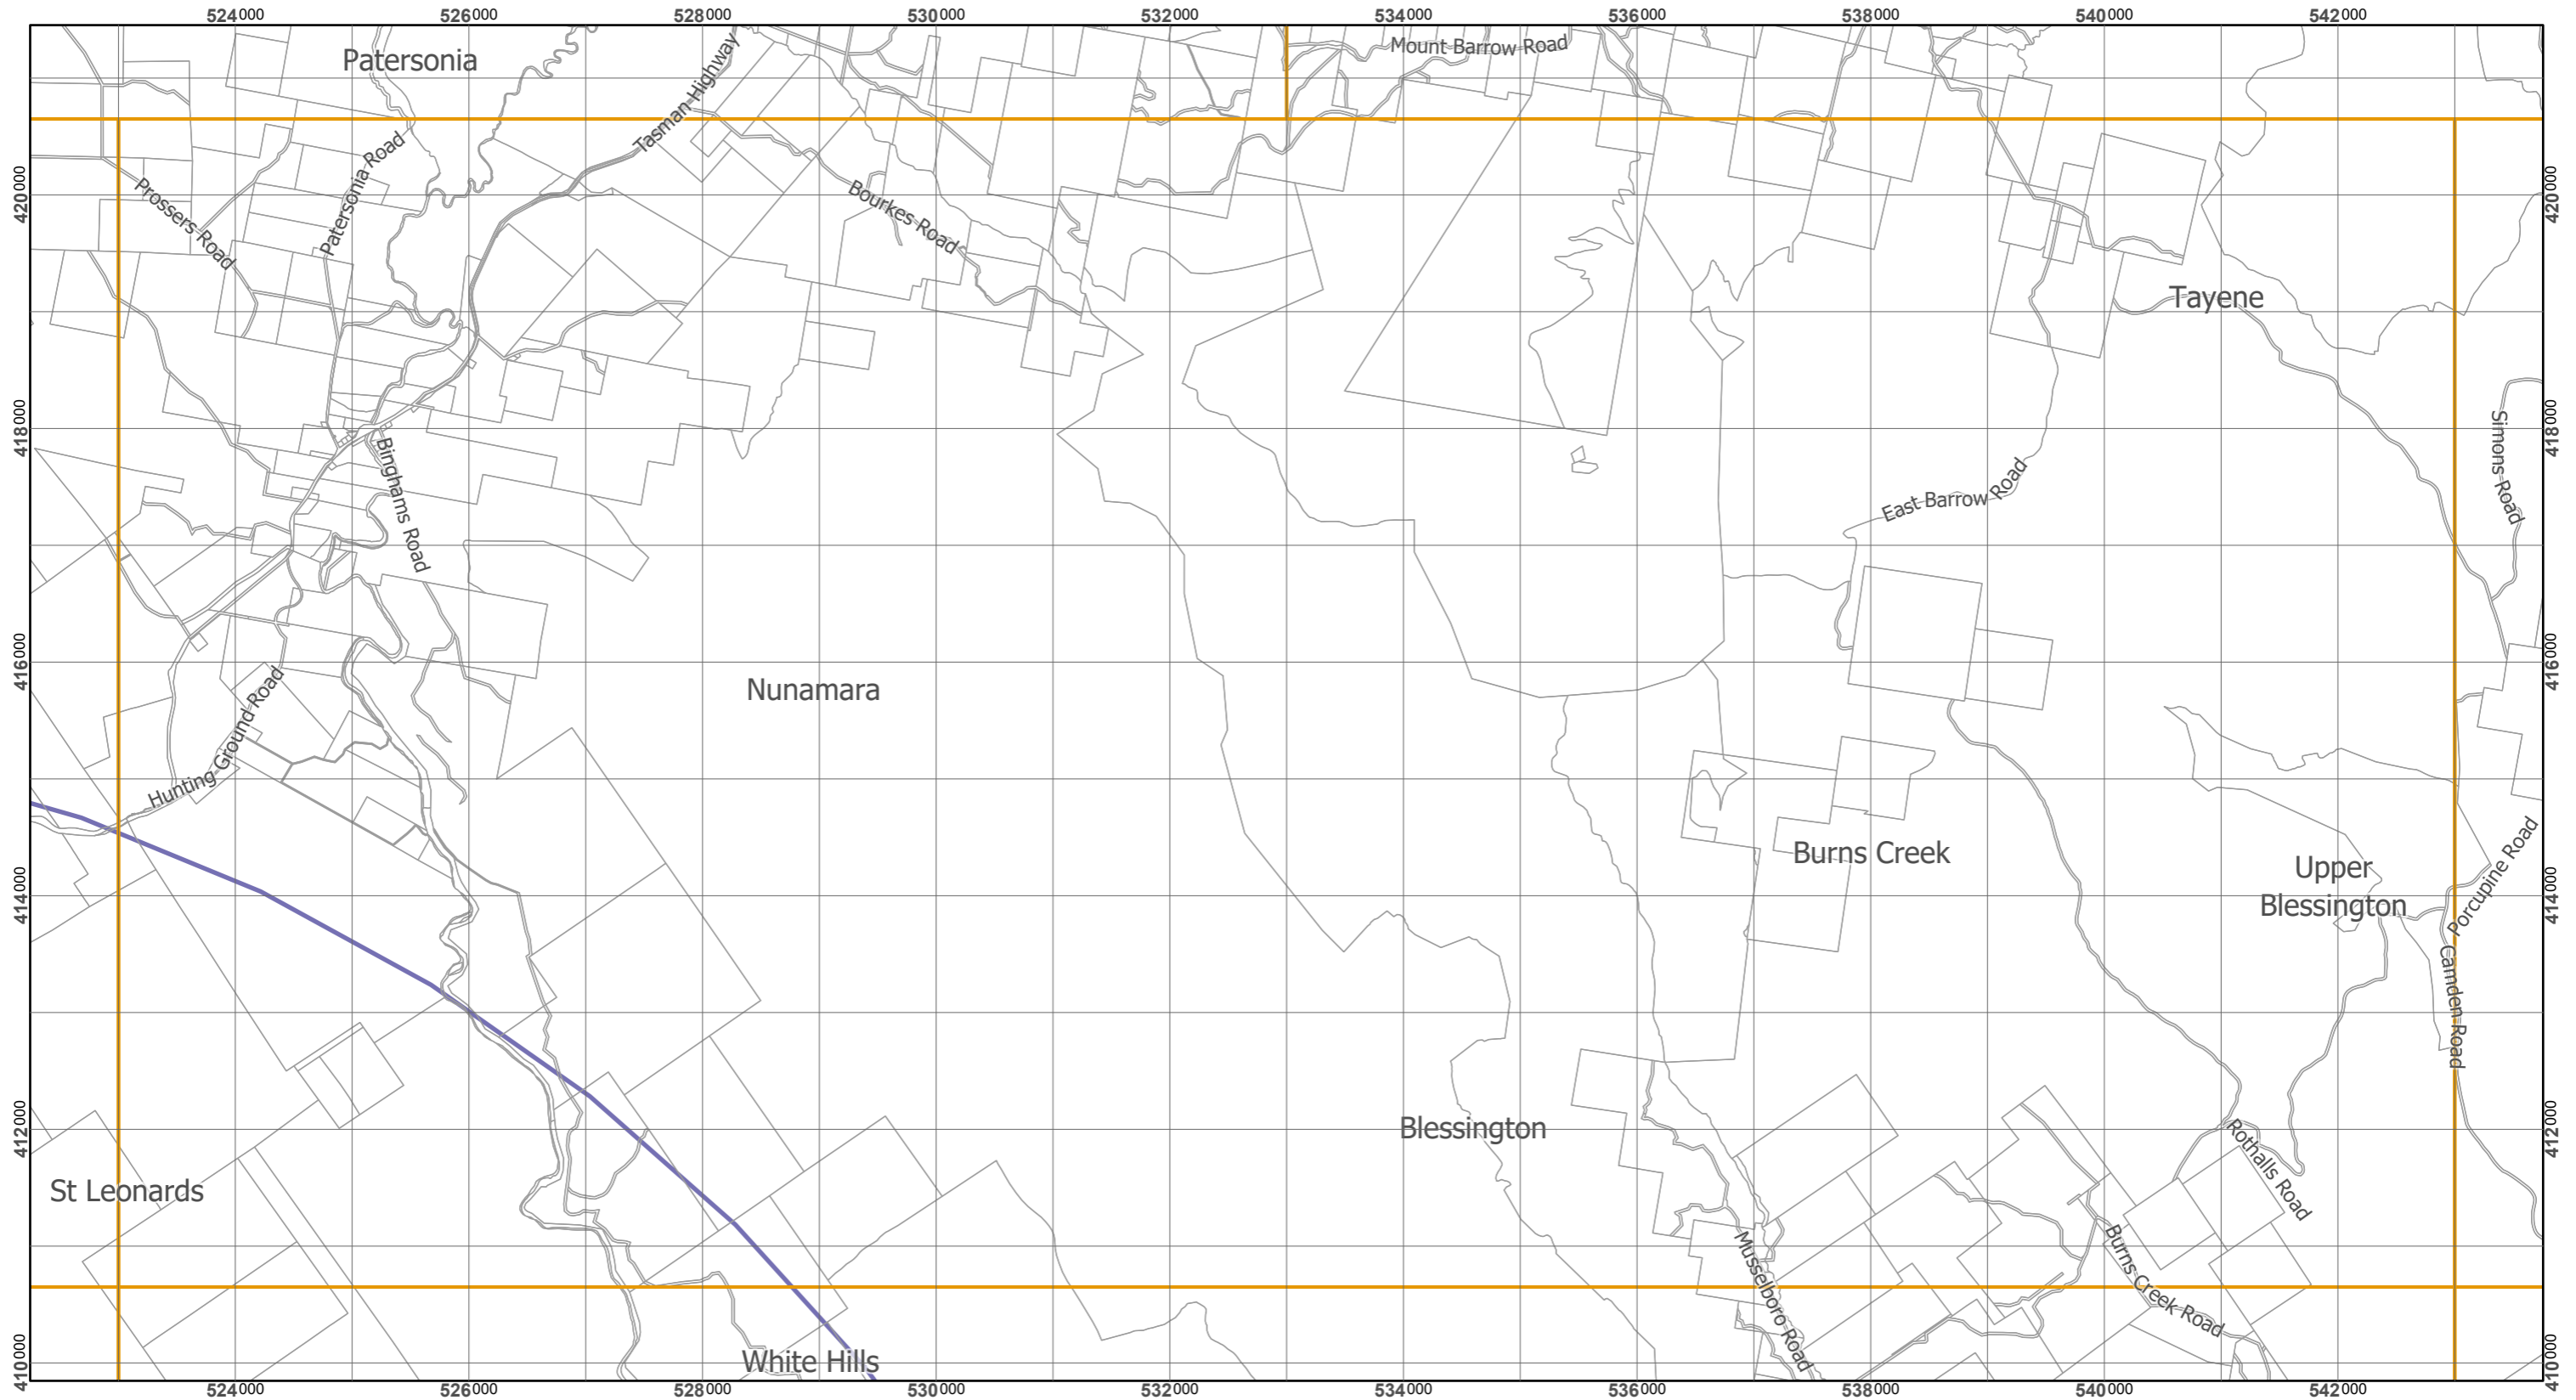 524000 526000 528000 530000 532000 534000 536000 538000 540000 542000
Mount Barrow Road
Patersonia
Tasman Highway
Patersonia Road
420000
420000
Prossers Road
Bourkes Road
Tayene
418000
418000
Simons Road
Binghams Road
East Barrow Road
416000
416000
Nunamara
Hunting Ground Road
Burns Creek
Upper
Blessington
Porcupine Road
414000
414000
Camden Road
412000
412000
Blessington
Rothalls Road
St Leonards
Musselboro Road
Burns Creek Road
White Hills
410000
410000
524000 526000 528000 530000 532000 534000 536000 538000 540000 542000